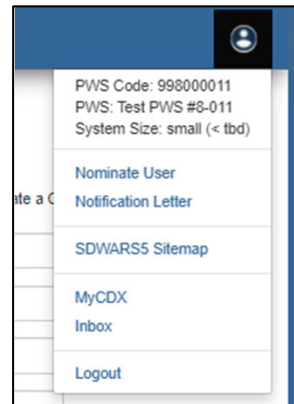 PWS Code: 998000011
PWS: Test PWS #8-011
System Size: small (< tbd)
Nominate User
ate a C
Notification Letter
SDWARS5 Sitemap
MyCDX
Inbox
Logout